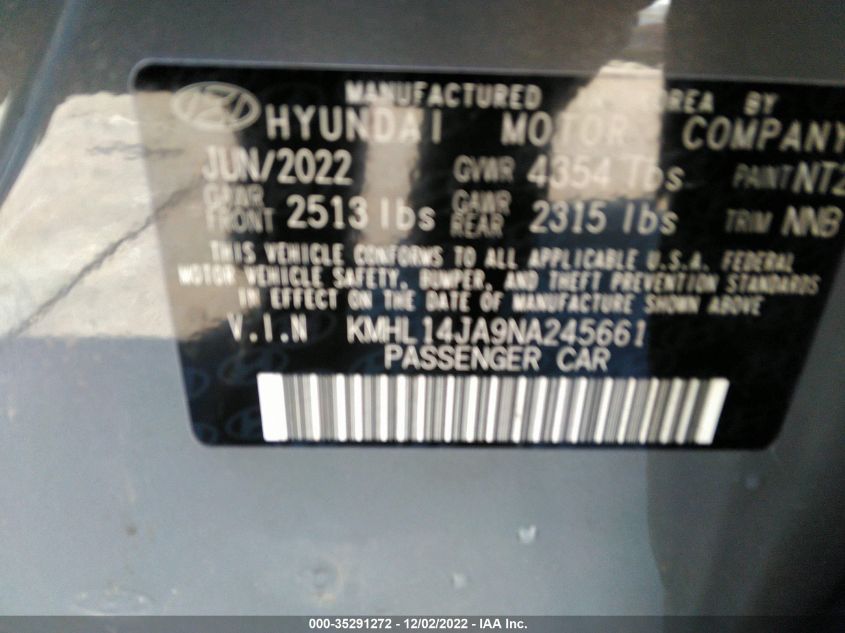 MANUFACTURED IN KOREA BY
HYUNDAI MOTOR COMPANY
JUN/2022 GVWR 4354 lbs PAINT NT2
GAWR FRONT 2513 lbs GAWR REAR 2315 lbs TRIM NNB
THIS VEHICLE CONFORMS TO ALL APPLICABLE U.S.A. FEDERAL
MOTOR VEHICLE SAFETY, BUMPER, AND THEFT PREVENTION STANDARDS
IN EFFECT ON THE DATE OF MANUFACTURE SHOWN ABOVE
V.I.N KMHL14JA9NA245661
PASSENGER CAR
000-35291272 - 12/02/2022 - IAA Inc.